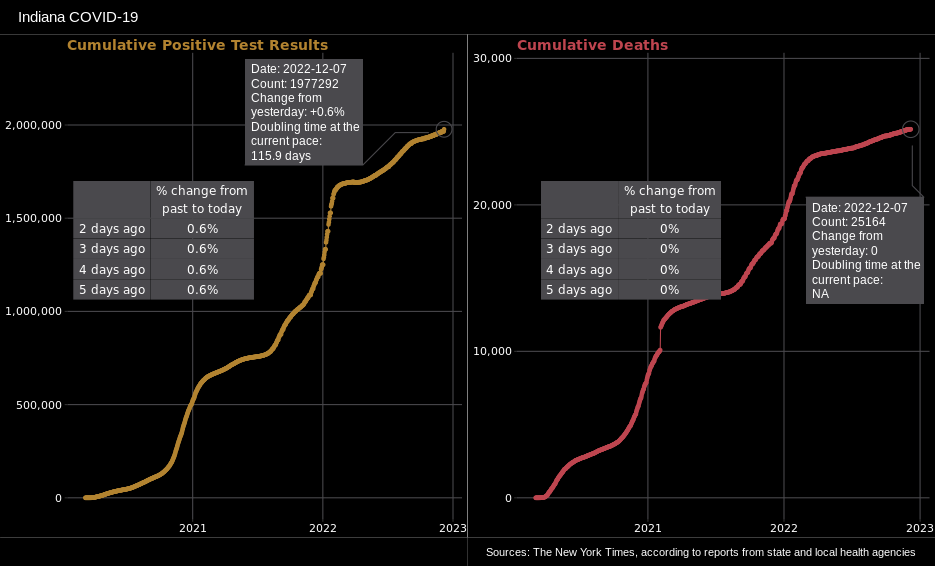 Indiana COVID-19
Cumulative Positive Test Results
Date: 2022-12-07
Count: 1977292
Change from
yesterday: +0.6%
Doubling time at the
current pace:
115.9 days
2,000,000
1,500,000
1,000,000
500,000
0
% change from
past to today
2 days ago 0.6%
3 days ago 0.6%
4 days ago 0.6%
5 days ago 0.6%
2021 2022 2023
Cumulative Deaths
30,000
20,000
10,000
0
% change from
past to today
2 days ago 0%
3 days ago 0%
4 days ago 0%
5 days ago 0%
Date: 2022-12-07
Count: 25164
Change from
yesterday: 0
Doubling time at the
current pace:
NA
2021 2022 2023
Sources: The New York Times, according to reports from state and local health agencies